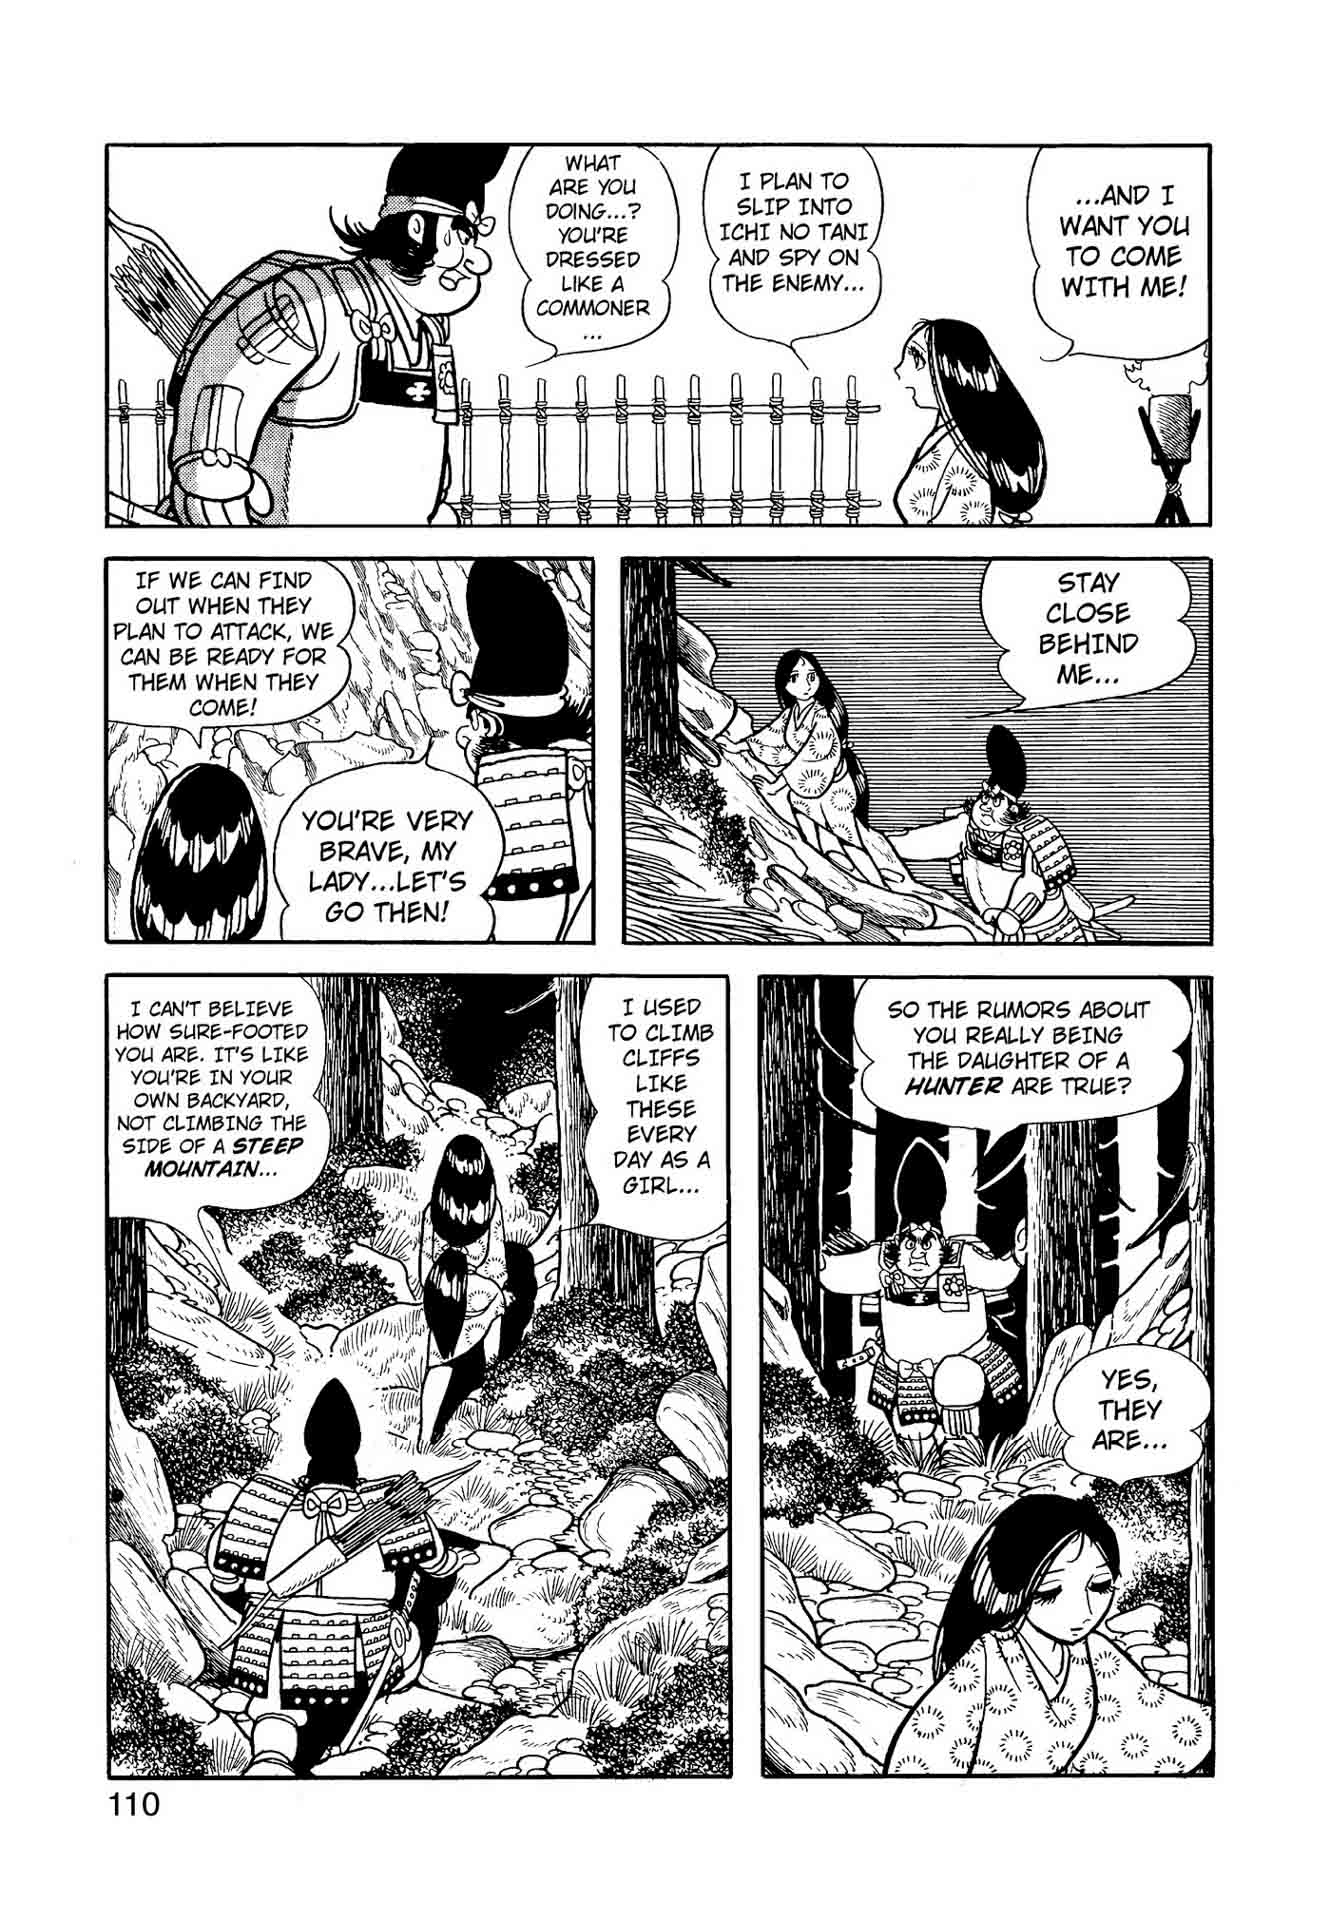 WHAT
ARE YOU
DOING...?
YOU'RE
DRESSED
LIKE A
COMMONER
...
I PLAN TO
SLIP INTO
ICHI NO TANI
AND SPY ON
THE ENEMY...
...AND I
WANT YOU
TO COME
WITH ME!
IF WE CAN FIND
OUT WHEN THEY
PLAN TO ATTACK, WE
CAN BE READY FOR
THEM WHEN THEY
COME!
YOU'RE VERY
BRAVE, MY
LADY...LET'S
GO THEN!
STAY
CLOSE
BEHIND
ME...
I CAN'T BELIEVE
HOW SURE-FOOTED
YOU ARE. IT'S LIKE
YOU'RE IN YOUR
OWN BACKYARD,
NOT CLIMBING THE
SIDE OF A STEEP
MOUNTAIN...
I USED
TO CLIMB
CLIFFS
LIKE
THESE
EVERY
DAY AS A
GIRL...
SO THE RUMORS ABOUT
YOU REALLY BEING
THE DAUGHTER OF A
HUNTER ARE TRUE?
YES,
THEY
ARE...
110